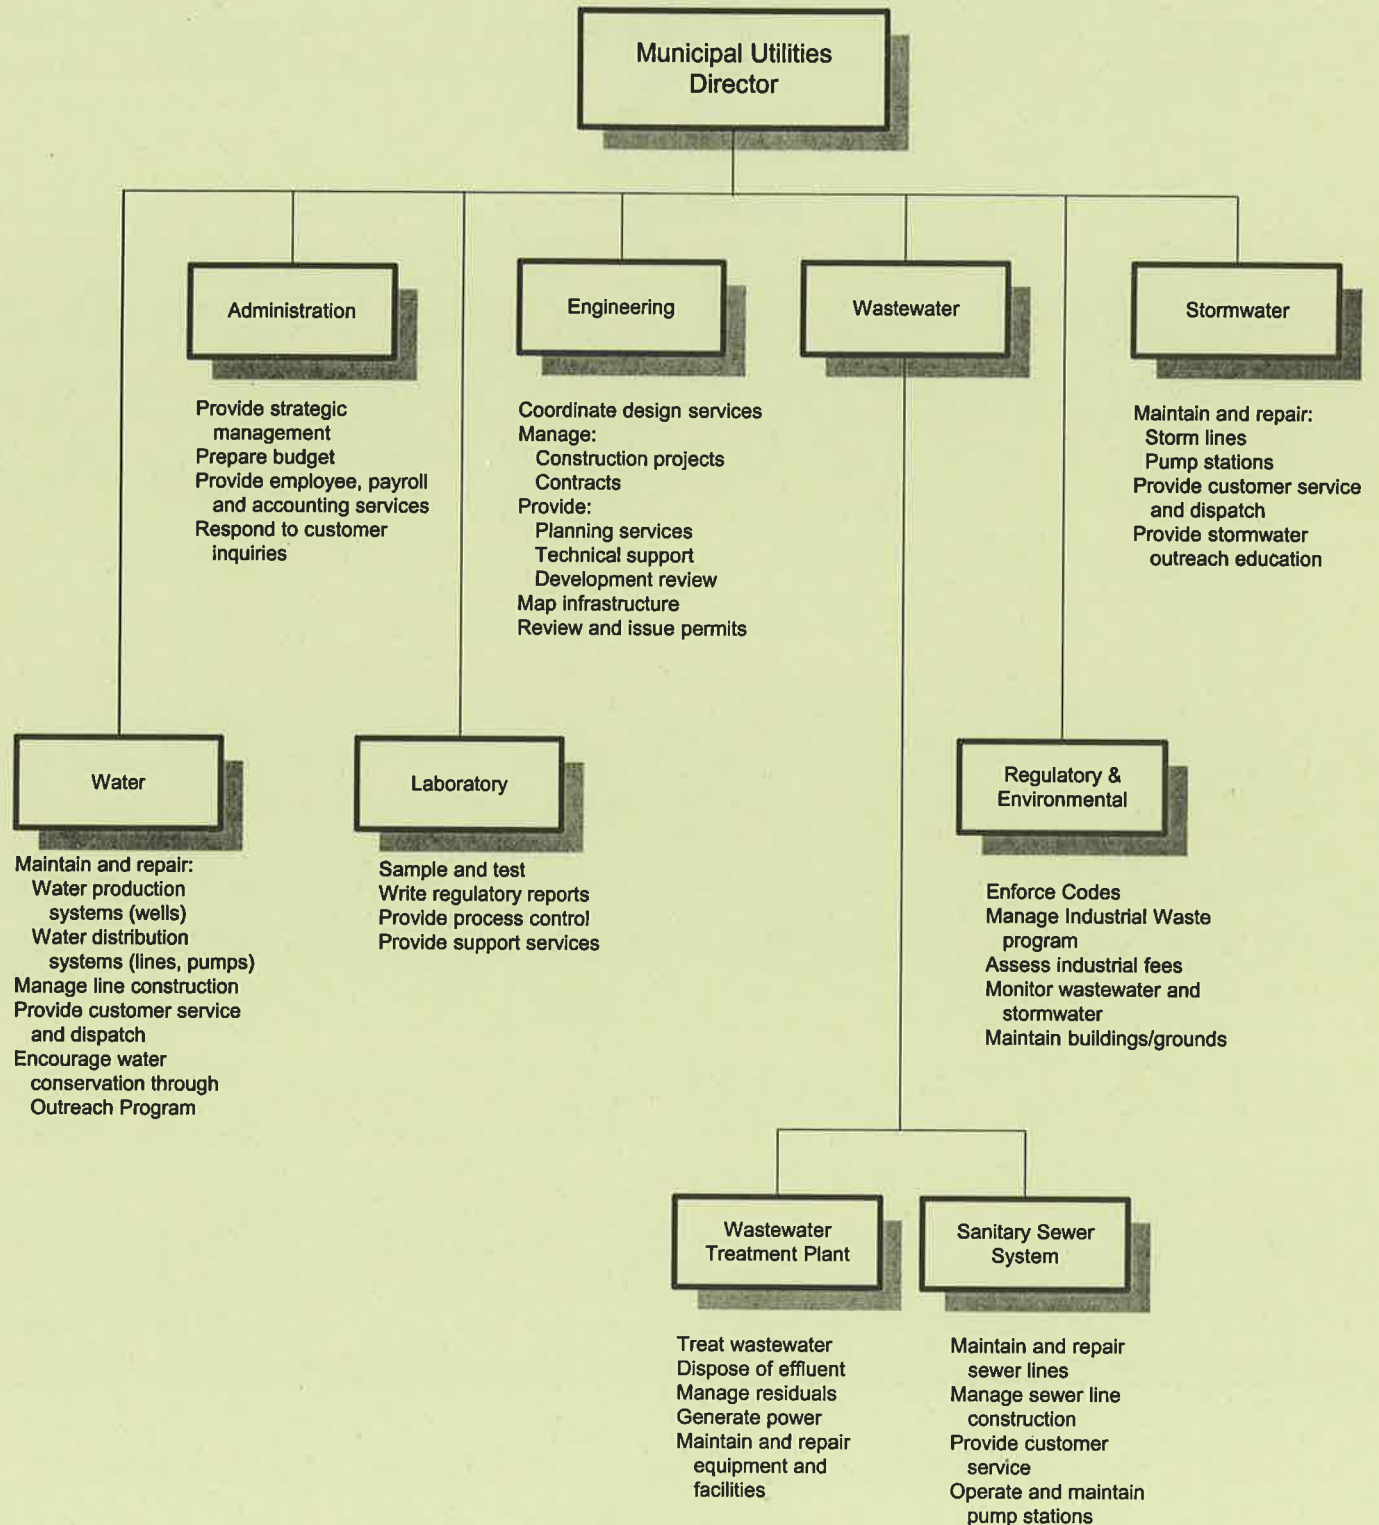 Municipal Utilities
Director
Administration
Provide strategic
management
Prepare budget
Provide employee, payroll
and accounting services
Respond to customer
inquiries
Engineering
Coordinate design services
Manage:
Construction projects
Contracts
Provide:
Planning services
Technical support
Development review
Map infrastructure
Review and issue permits
Wastewater
Stormwater
Maintain and repair:
Storm lines
Pump stations
Provide customer service
and dispatch
Provide stormwater
outreach education
Water
Maintain and repair:
Water production
systems (wells)
Water distribution
systems (lines, pumps)
Manage line construction
Provide customer service
and dispatch
Encourage water
conservation through
Outreach Program
Laboratory
Sample and test
Write regulatory reports
Provide process control
Provide support services
Regulatory &
Environmental
Enforce Codes
Manage Industrial Waste
program
Assess industrial fees
Monitor wastewater and
stormwater
Maintain buildings/grounds
Wastewater
Treatment Plant
Treat wastewater
Dispose of effluent
Manage residuals
Generate power
Maintain and repair
equipment and
facilities
Sanitary Sewer
System
Maintain and repair
sewer lines
Manage sewer line
construction
Provide customer
service
Operate and maintain
pump stations